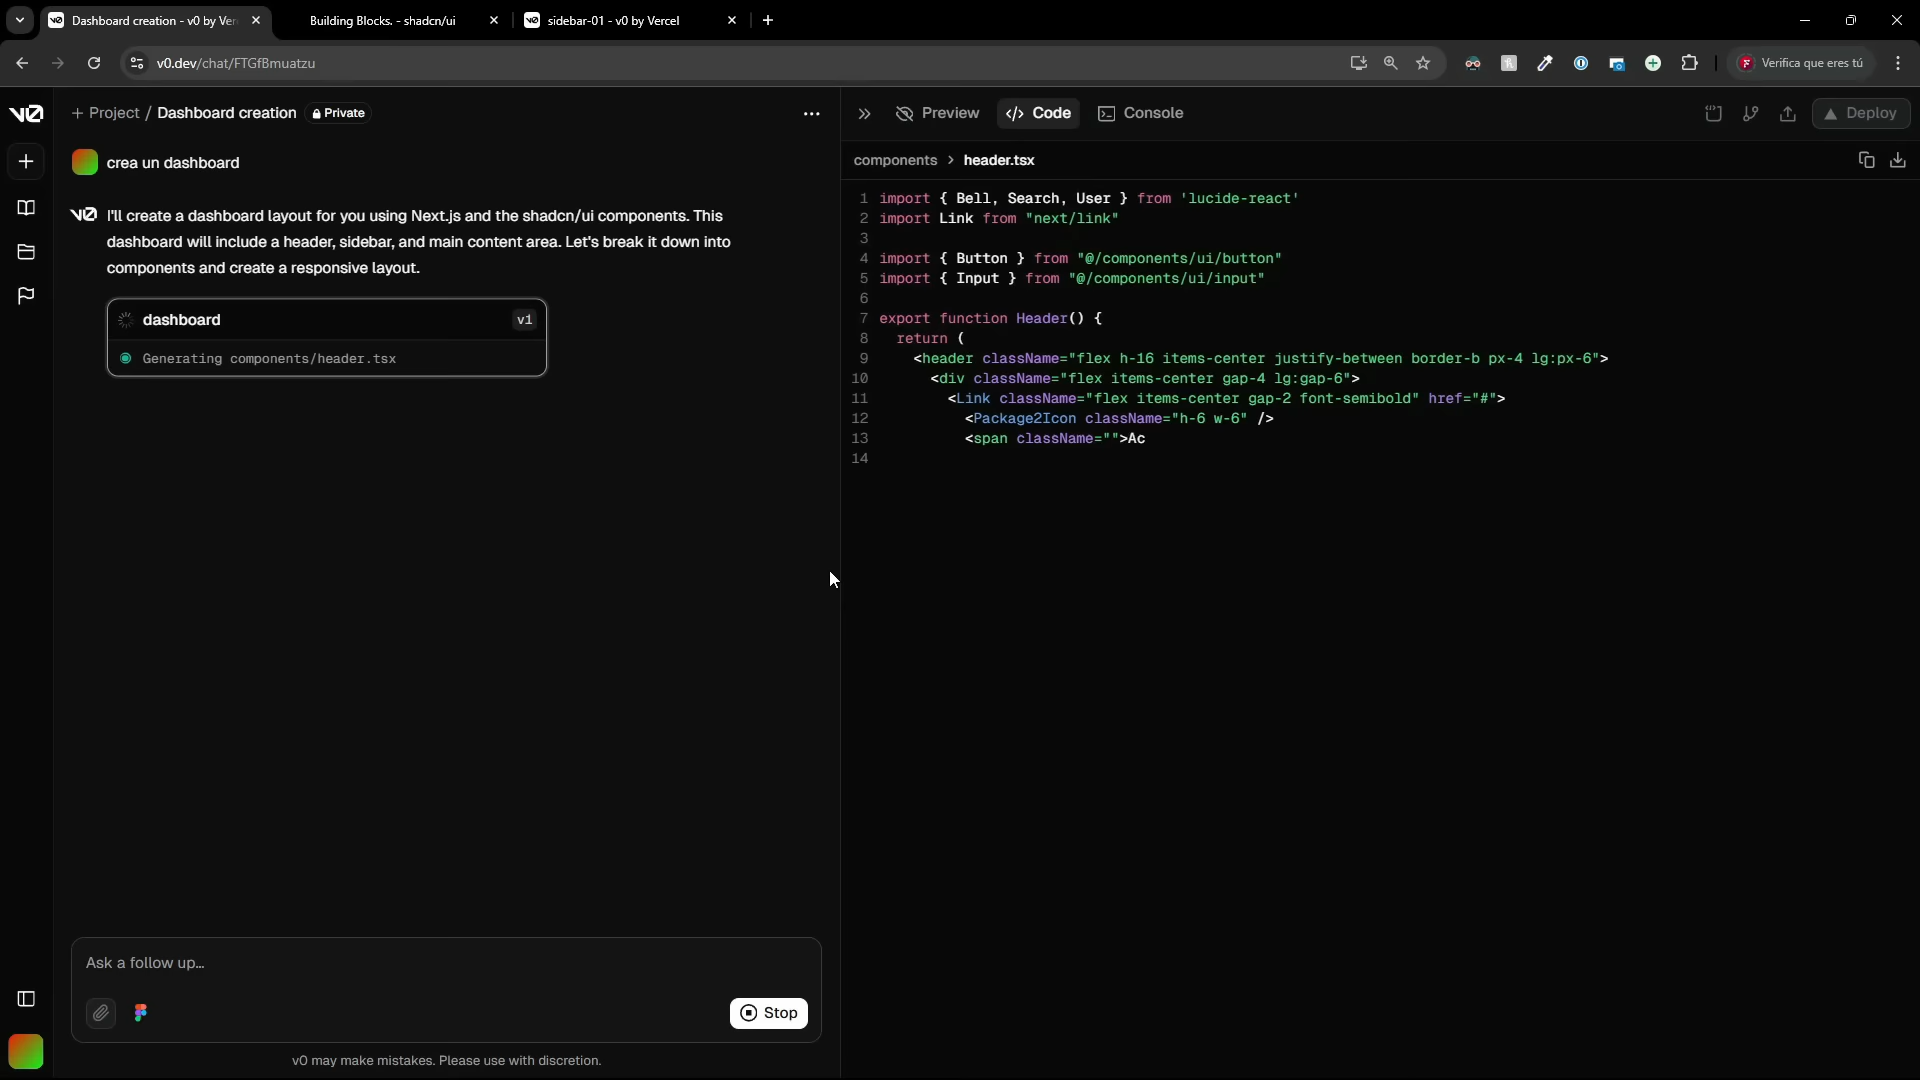 Dashboard creation - v0 by Ver
Building Blocks. - shadcn/ui
sidebar-01 - v0 by Vercel
v0.dev/chat/FTGfBmuatzu
Verifica que eres tú
Project / Dashboard creation
Private
Preview
Code
Console
Deploy
crea un dashboard
components > header.tsx
I'll create a dashboard layout for you using Next.js and the shadcn/ui components. This
dashboard will include a header, sidebar, and main content area. Let's break it down into
components and create a responsive layout.
dashboard
v1
Generating components/header.tsx
1 import { Bell, Search, User } from 'lucide-react'
2 import Link from "next/link"
3
4 import { Button } from "@/components/ui/button"
5 import { Input } from "@/components/ui/input"
6
7 export function Header() {
8 return (
9 <header className="flex h-16 items-center justify-between border-b px-4 lg:px-6">
10 <div className="flex items-center gap-4 lg:gap-6">
11 <Link className="flex items-center gap-2 font-semibold" href="#">
12 <Package2Icon className="h-6 w-6" />
13 <span className="">Ac
14
Ask a follow up...
Stop
v0 may make mistakes. Please use with discretion.